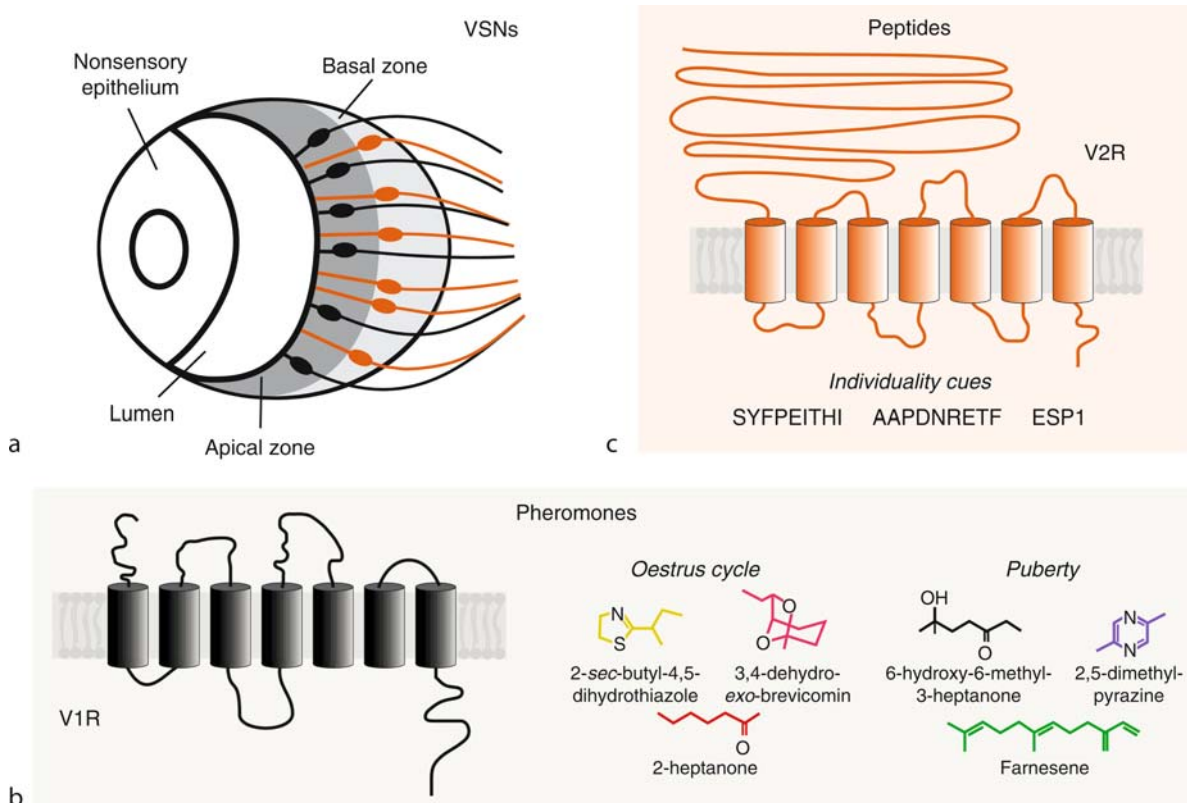 VSNs
Nonsensory
epithelium
Basal zone
Lumen
Apical zone
a
Peptides
V2R
Individuality cues
SYFPEITHI AAPDNRETF ESP1
c
Pheromones
V1R
Oestrus cycle
N
S
2-sec-butyl-4,5-
dihydrothiazole
O
O
3,4-dehydro-
exo-brevicomin
O
2-heptanone
Puberty
OH
O
6-hydroxy-6-methyl-
3-heptanone
N
N
2,5-dimethyl-
pyrazine
Farnesene
b